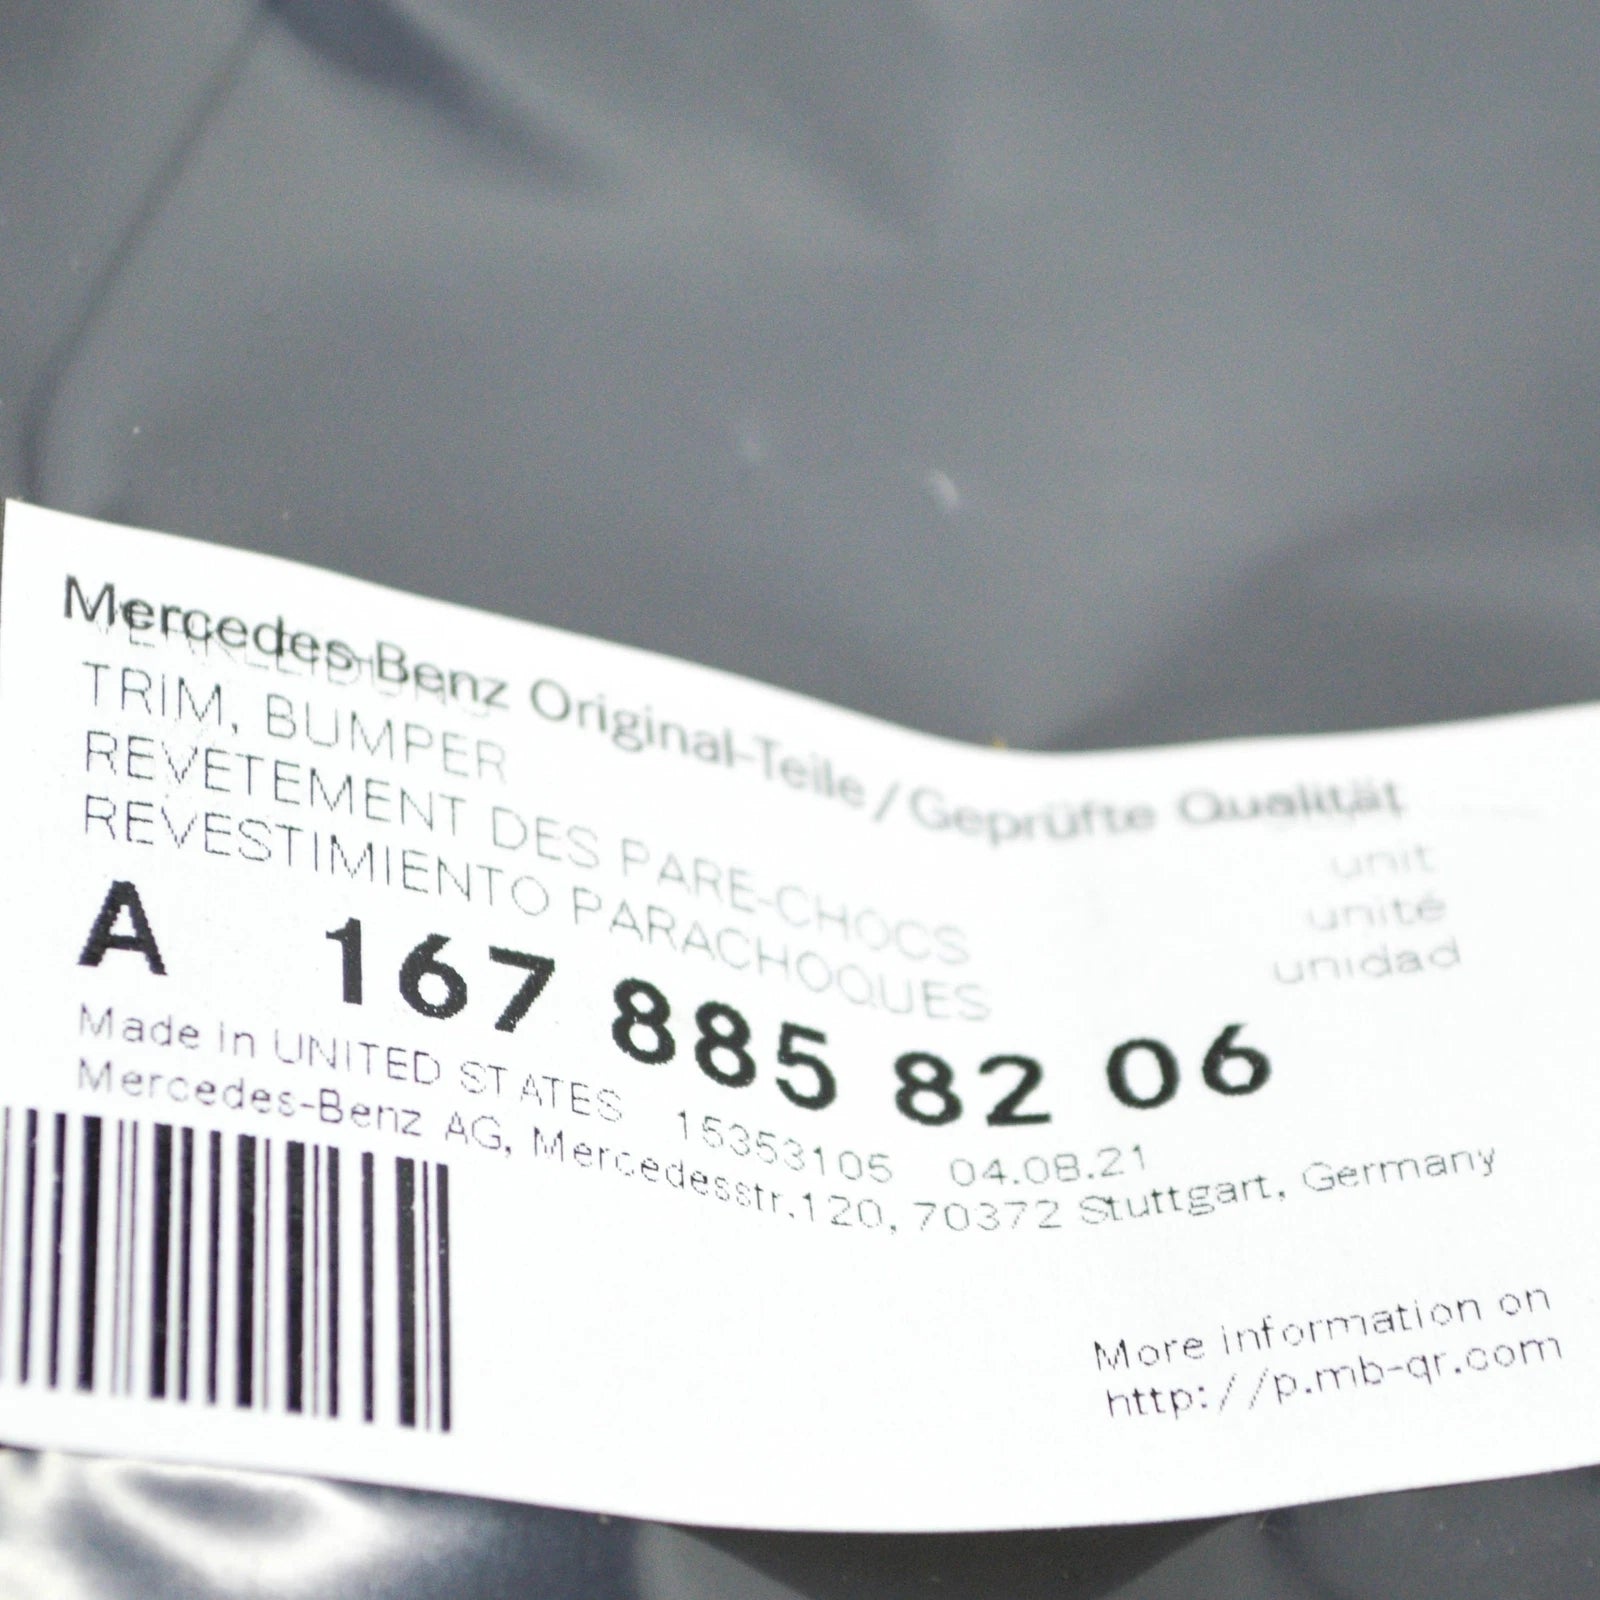 Mercedes-Benz Original-Teile / Geprüfte Qualität
VERKLEIDUNG
TRIM, BUMPER
unit
REVETEMENT DES PARE-CHOCS
unité
REVESTIMIENTO PARACHOQUES
unidad
A 167 885 82 06
Made in UNITED STATES 15353105 04.08.21
Mercedes-Benz AG, Mercedesstr.120, 70372 Stuttgart, Germany
More information on
http://p.mb-qr.com